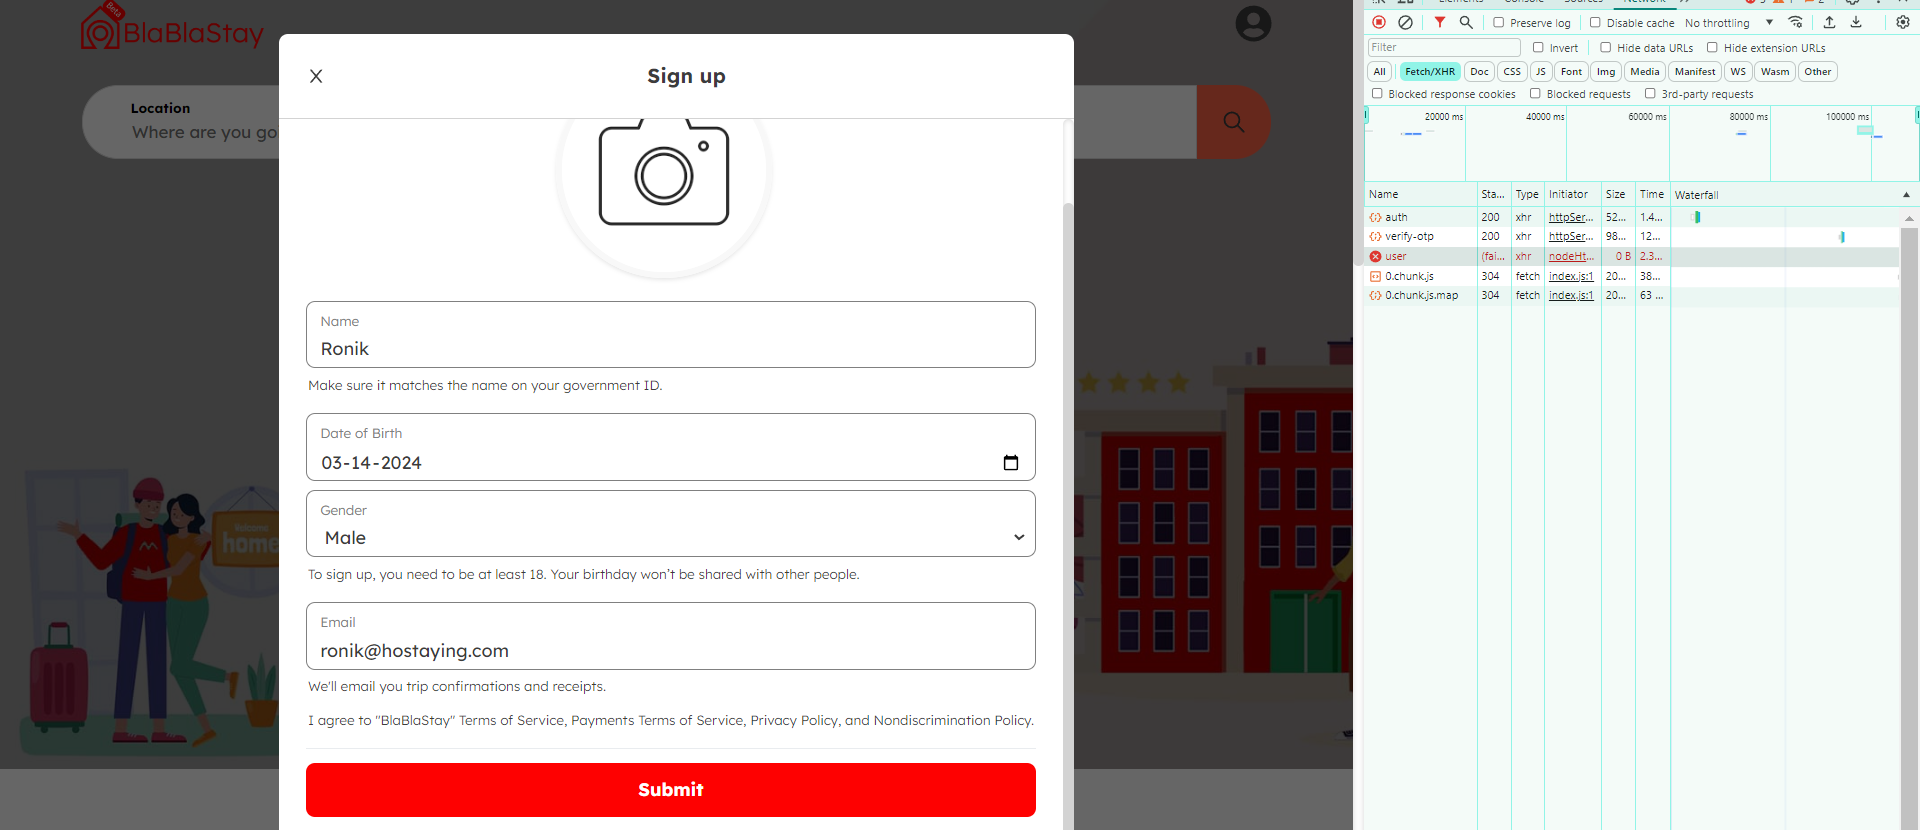 Beta
BlaBlaStay
Location
Where are you go
Sign up
Name
Ronik
Make sure it matches the name on your government ID.
Date of Birth
03-14-2024
Gender
Male
To sign up, you need to be at least 18. Your birthday won't be shared with other people.
Email
ronik@hostaying.com
We'll email you trip confirmations and receipts.
I agree to "BlaBlaStay" Terms of Service, Payments Terms of Service, Privacy Policy, and Nondiscrimination Policy.
Submit
Welcome
home
Preserve log Disable cache No throttling
Filter Invert Hide data URLs Hide extension URLs
All Fetch/XHR Doc CSS JS Font Img Media Manifest WS Wasm Other
Blocked response cookies Blocked requests 3rd-party requests
20000 ms 40000 ms 60000 ms 80000 ms 100000 ms
Name Sta... Type Initiator Size Time Waterfall
auth 200 xhr httpSer... 52... 1.4...
verify-otp 200 xhr httpSer... 98... 12...
user (fai... xhr nodeHt... 0 B 2.3...
0.chunk.js 304 fetch index.js:1 20... 38...
0.chunk.js.map 304 fetch index.js:1 20... 63 ...